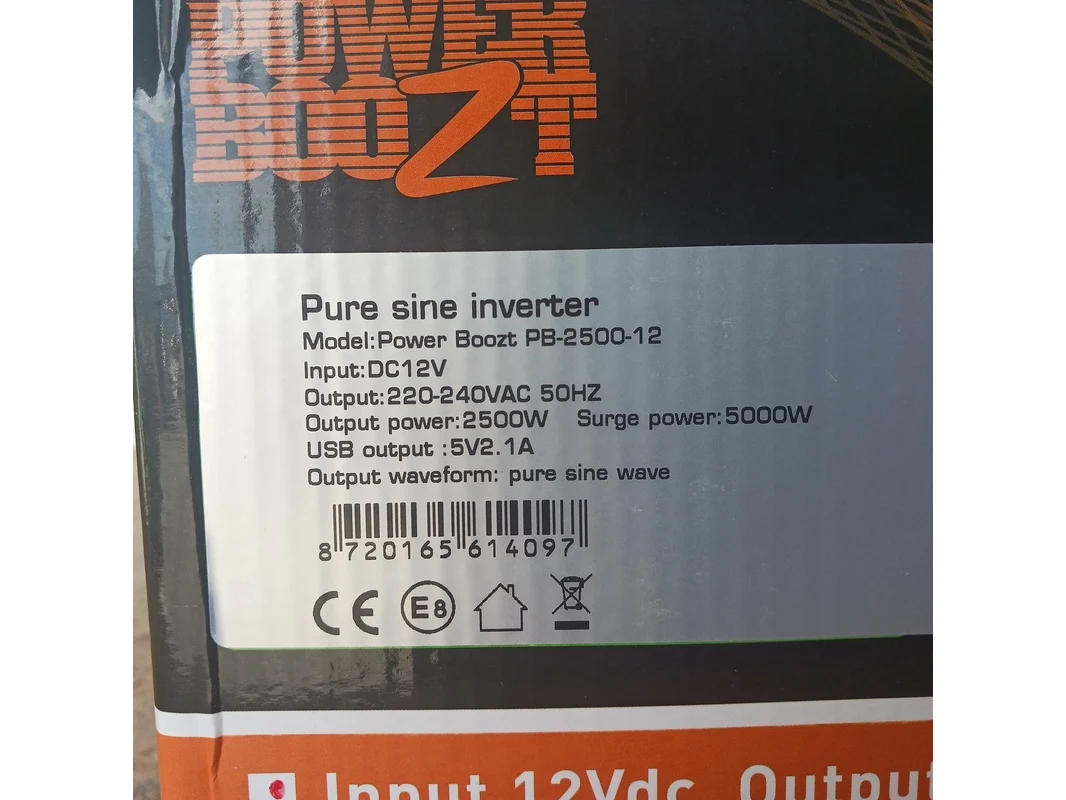 POWER
BOOZT
Pure sine inverter
Model:Power Boozt PB-2500-12
Input:DC12V
Output:220-240VAC 50HZ
Output power:2500W Surge power:5000W
USB output :5V2.1A
Output waveform: pure sine wave
8 720165 614097
CE E8
Input 12Vdc Output